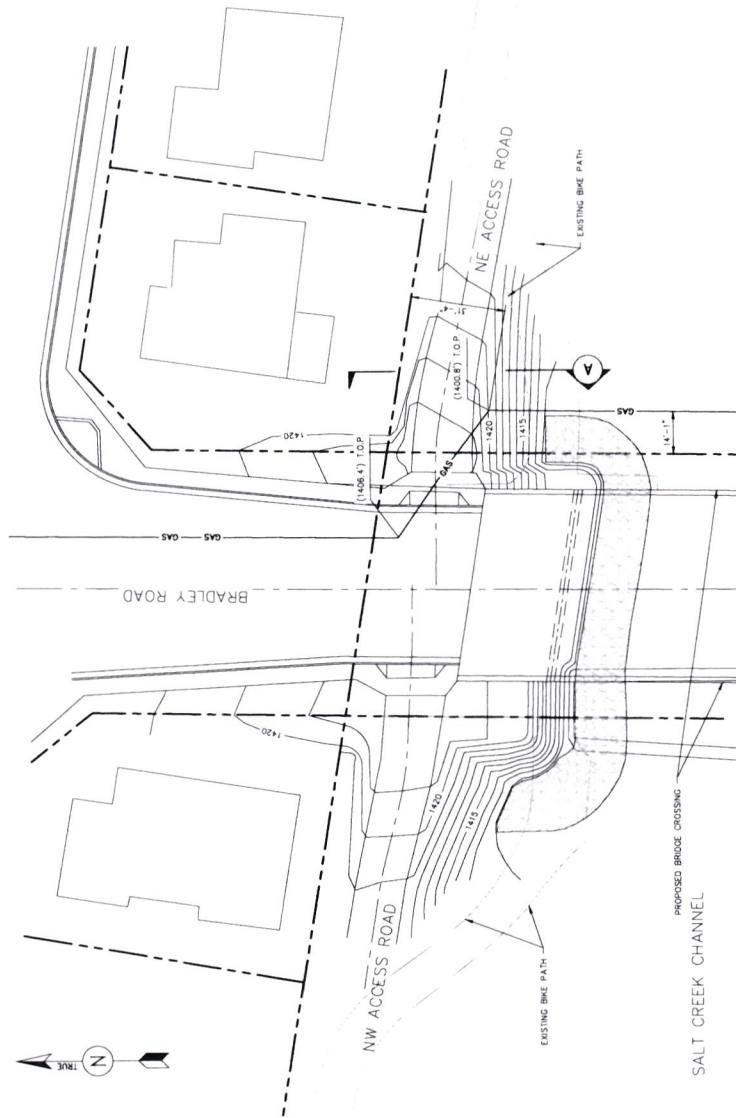 TRUE
N
BRADLEY ROAD
GAS
GAS
1420
(1406.4') T.O.P
GAS
(1400.8') T.O.P
31'-4"
NE ACCESS ROAD
EXISTING BIKE PATH
1420
1415
A
GAS
14'-1"
1420
1420
1415
NW ACCESS ROAD
EXISTING BIKE PATH
PROPOSED BRIDGE CROSSING
SALT CREEK CHANNEL